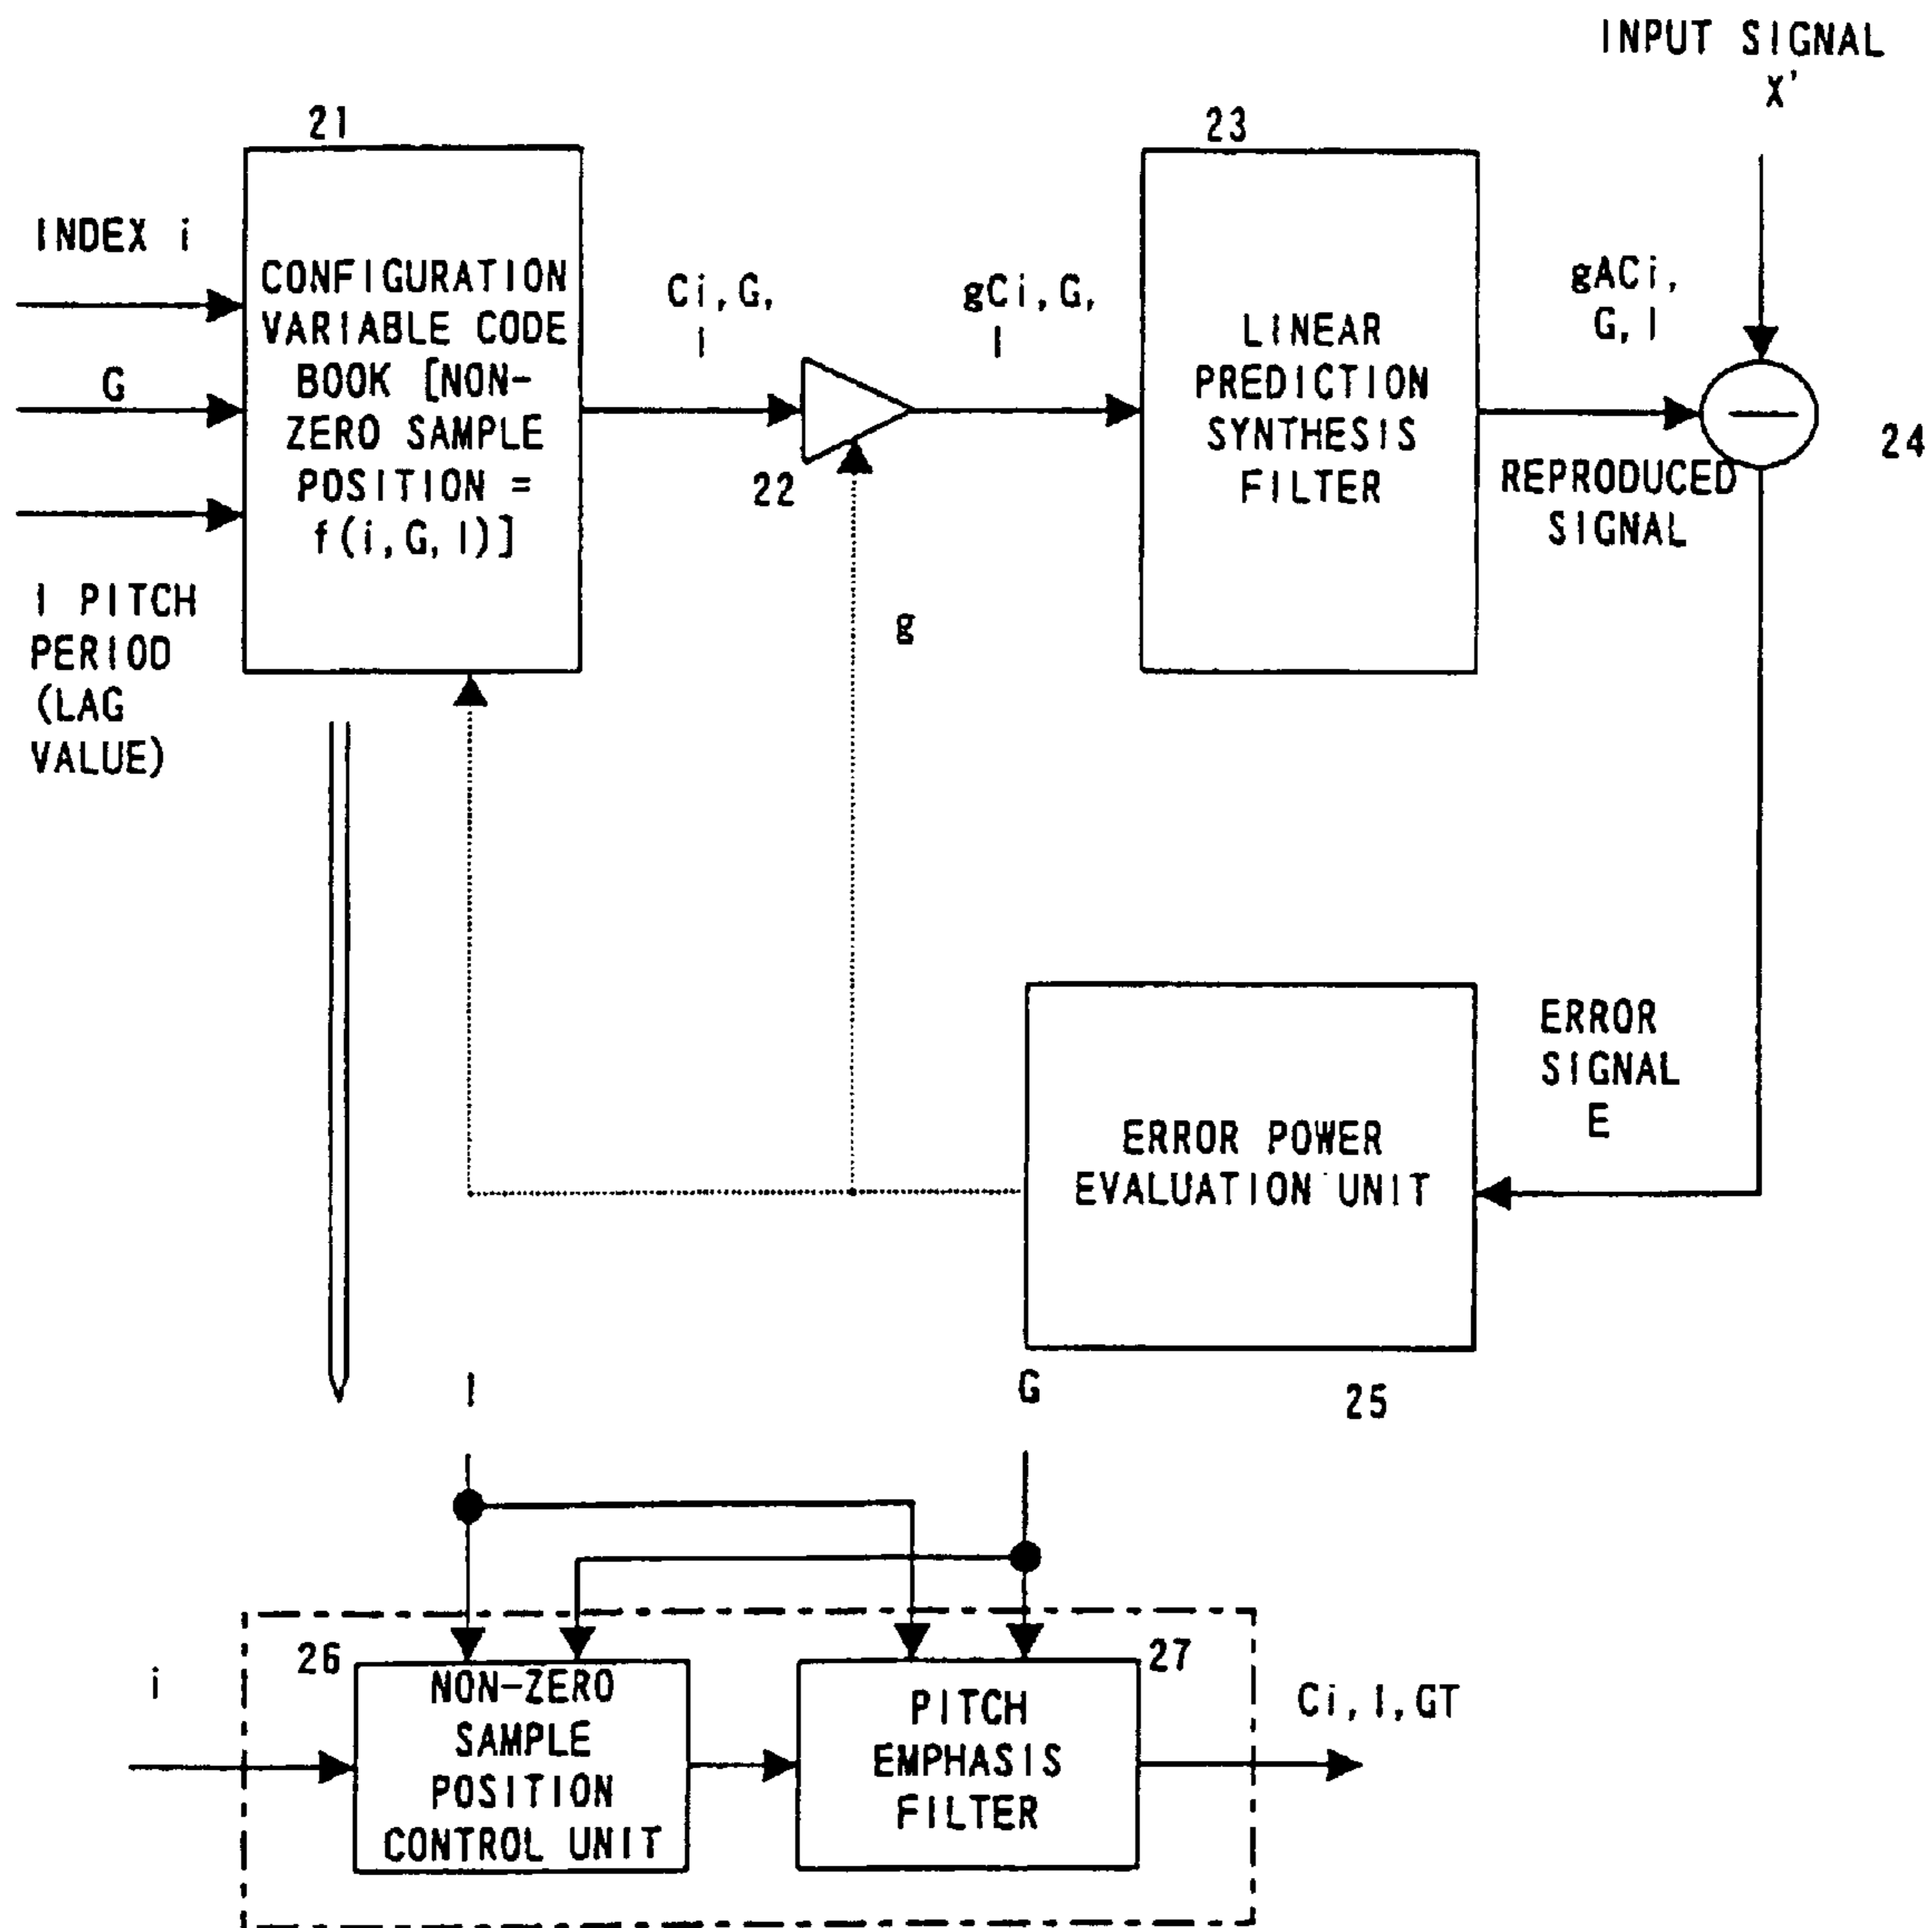 INPUT SIGNAL
X'
21
23
INDEX i
G
I PITCH
PERIOD
(LAG
VALUE)
CONFIGURATION
VARIABLE CODE
BOOK [NON-
ZERO SAMPLE
POSITION =
f(i,G,I)]
Ci,G,
I
22
g
gCi,G,
I
LINEAR
PREDICTION
SYNTHESIS
FILTER
gACi,
G,I
24
REPRODUCED
SIGNAL
ERROR
SIGNAL
E
ERROR POWER
EVALUATION UNIT
25
I
G
26
27
i
NON-ZERO
SAMPLE
POSITION
CONTROL UNIT
PITCH
EMPHASIS
FILTER
Ci,I,GT